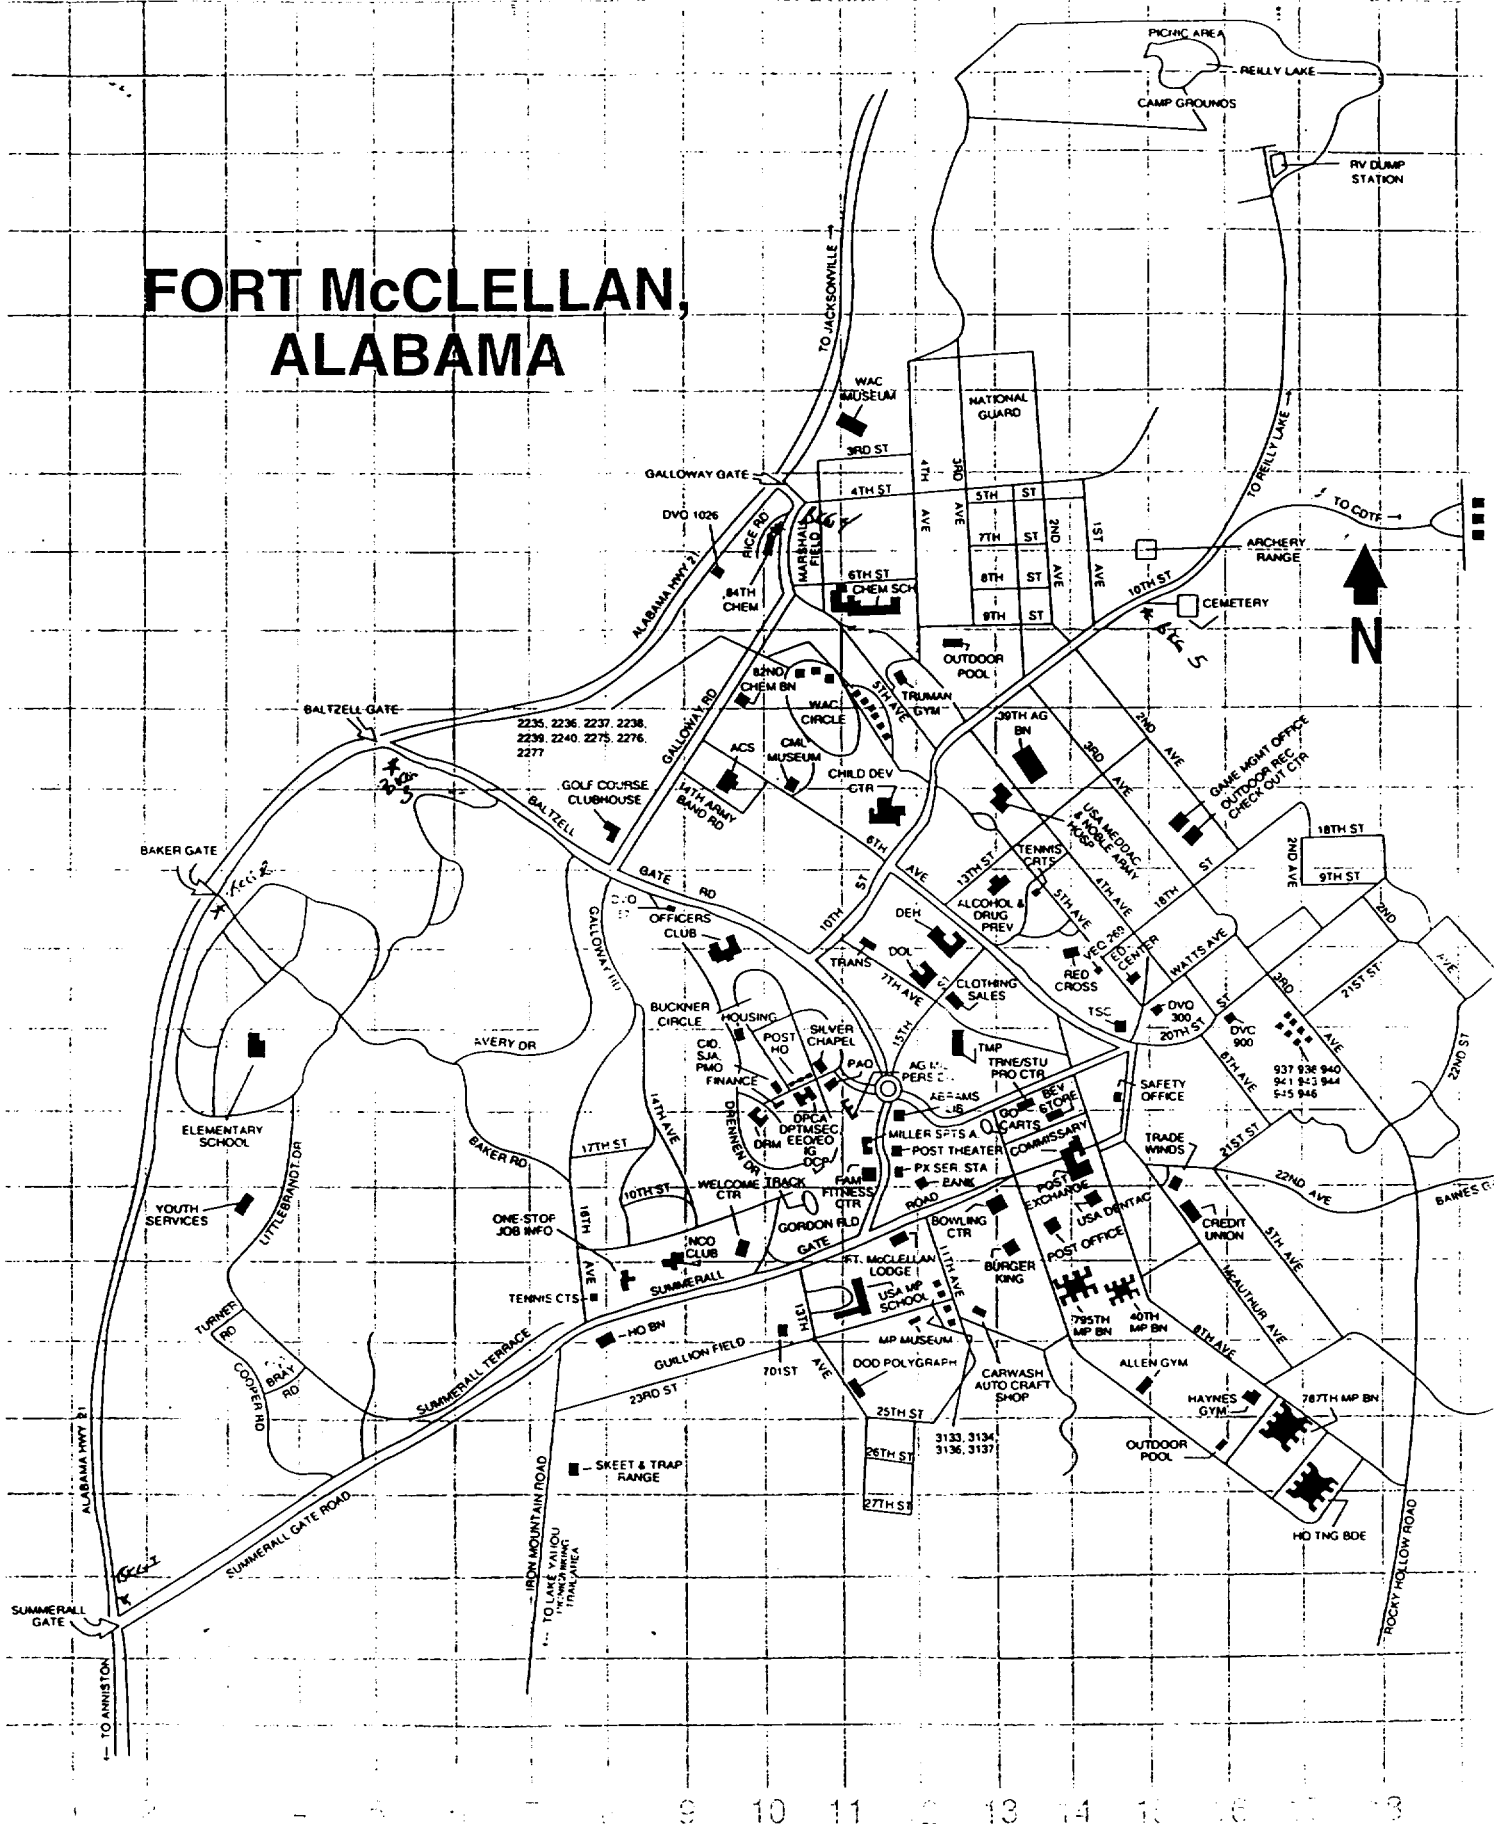 PICNIC AREA
REILLY LAKE
CAMP GROUNDS
RV DUMP
STATION
TO JACKSONVILLE →
FORT McCLELLAN,
ALABAMA
WAC
MUSEUM
NATIONAL
GUARD
3RD ST
GALLOWAY GATE
4TH ST
4TH
AVE
3RD
AVE
5TH ST
TO REILLY LAKE →
TO CDTF →
RICE RD
MARSHALL
FIELD
7TH ST
2ND
AVE
1ST
AVE
ARCHERY
RANGE
ALABAMA HWY 21
84TH
CHEM
6TH ST
CHEM SCH
8TH ST
10TH ST
CEMETERY
9TH ST
N
BKG 5
OUTDOOR
POOL
82ND
CHEM BN
WAC
CIRCLE
5TH AVE
TRUMAN
GYM
BALTZELL GATE
2235, 2236, 2237, 2238,
2239, 2240, 2275, 2276,
2277
GALLOWAY RD
39TH AG
BN
3RD
AVE
2ND
AVE
GAME MGMT OFFICE
OUTDOOR REC
CHECK OUT CTR
ACS
CML
MUSEUM
CHILD DEV
CTR
GOLF COURSE
CLUBHOUSE
14TH ARMY
BAND RD
BALTZELL
GATE RD
6TH
AVE
USA MEDDAC
& NOBLE ARMY
HOSP
18TH ST
2ND AVE
9TH ST
BAKER GATE
BKG 2
13TH ST
TENNIS
CRTS
18TH ST
OFFICERS
CLUB
10TH
ST
DEH
ALCOHOL &
DRUG
PREV
5TH AVE
4TH AVE
2ND
AVE
GALLOWAY RD
TRANS
DOL
7TH AVE
CLOTHING
SALES
RED
CROSS
ED
CENTER
WATTS AVE
3RD
AVE
21ST ST
BUCKNER
CIRCLE
HOUSING
POST
HQ
SILVER
CHAPEL
15TH
ST
TSC
20TH ST
AVERY DR
CID,
SJA,
PMO
FINANCE
PAO
TMP
TRNE/STU
PRO CTR
6TH AVE
937 938 940
941 943 944
945 946
22ND ST
ELEMENTARY
SCHOOL
14TH AVE
DRENNEN DR
DRM
DPCA
DPTMSEC
EEO/EO
IG
DCP
GO
CARTS
BEV
STORE
SAFETY
OFFICE
BAKER RD
17TH ST
POST THEATER
COMMISSARY
TRADE
WINDS
21ST ST
22ND AVE
LITTLEBRANDT DR
YOUTH
SERVICES
10TH ST
WELCOME
CTR
TRACK
GORDON FLD
FAM
FITNESS
CTR
PX SER. STA
BANK
POST
EXCHANGE
USA DENTAC
POST OFFICE
CREDIT
UNION
5TH AVE
ONE-STOP
JOB INFO
16TH
AVE
NCO
CLUB
SUMMERALL
GATE
ROAD
BOWLING
CTR
FT. McCLELLAN
LODGE
11TH AVE
BURGER
KING
McAUTHUR AVE
TENNIS CTS
USA MP
SCHOOL
TURNER
RD
HQ BN
13TH
AVE
MP MUSEUM
795TH
MP BN
40TH
MP BN
8TH AVE
BRAY
RD
COOPER RD
SUMMERALL TERRACE
GUILLION FIELD
701ST
23RD ST
DOD POLYGRAPH
CARWASH
AUTO CRAFT
SHOP
ALLEN GYM
HAYNES
GYM
787TH MP BN
25TH ST
3133, 3134,
3136, 3137
26TH ST
27TH ST
OUTDOOR
POOL
HQ TNG BDE
SKEET & TRAP
RANGE
ALABAMA HWY 21
SUMMERALL GATE ROAD
IRON MOUNTAIN ROAD
ROCKY HOLLOW ROAD
SUMMERALL
GATE
← TO ANNISTON
9 10 11 13